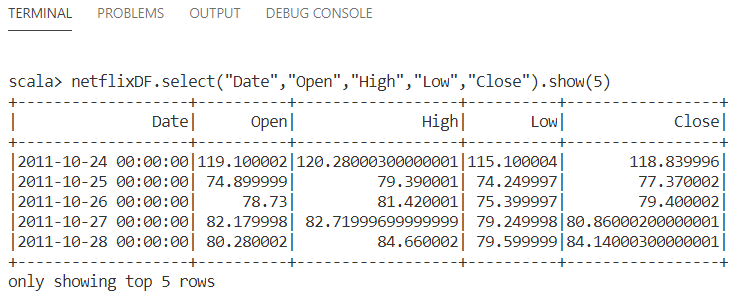 TERMINAL PROBLEMS OUTPUT DEBUG CONSOLE
scala> netflixDF.select("Date","Open","High","Low","Close").show(5)
+-------------------+----------+------------------+----------+-----------------+
|               Date|      Open|              High|       Low|            Close|
+-------------------+----------+------------------+----------+-----------------+
|2011-10-24 00:00:00|119.100002|120.28000300000001|115.100004|       118.839996|
|2011-10-25 00:00:00| 74.899999|         79.390001| 74.249997|        77.370002|
|2011-10-26 00:00:00|     78.73|         81.420001| 75.399997|        79.400002|
|2011-10-27 00:00:00| 82.179998| 82.71999699999999| 79.249998|80.86000200000001|
|2011-10-28 00:00:00| 80.280002|         84.660002| 79.599999|84.14000300000001|
+-------------------+----------+------------------+----------+-----------------+
only showing top 5 rows